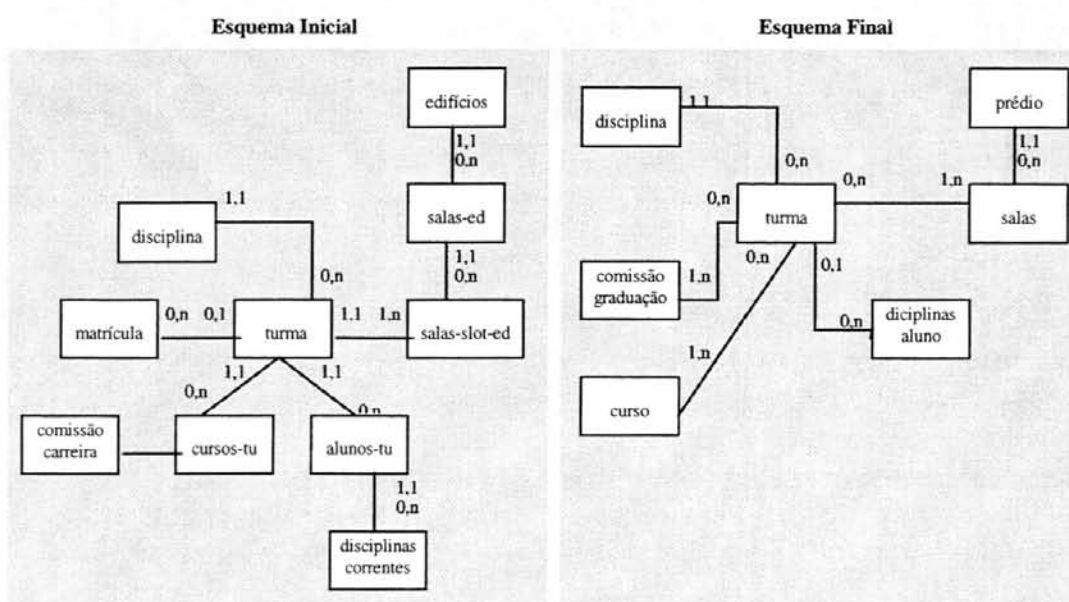 Esquema Inicial
edifícios
1,1
0,n
salas-ed
1,1
0,n
salas-slot-ed
disciplina
1,1
0,n
matrícula
0,n
0,1
turma
1,1
1,n
1,1
1,1
0,n
0,n
comissão
carreira
cursos-tu
alunos-tu
1,1
0,n
disciplinas
correntes
Esquema Final
disciplina
1,1
0,n
prédio
1,1
0,n
salas
0,n
1,n
turma
0,n
comissão
graduação
1,n
0,n
0,1
0,n
diciplinas
aluno
1,n
curso